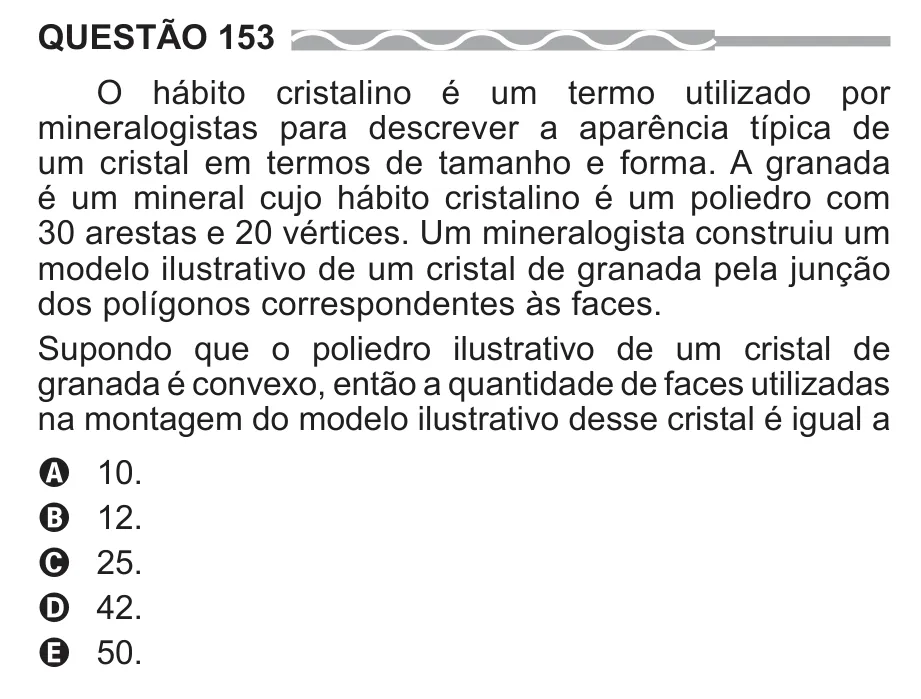 QUESTÃO 153
O hábito cristalino é um termo utilizado por
mineralogistas para descrever a aparência típica de
um cristal em termos de tamanho e forma. A granada
é um mineral cujo hábito cristalino é um poliedro com
30 arestas e 20 vértices. Um mineralogista construiu um
modelo ilustrativo de um cristal de granada pela junção
dos polígonos correspondentes às faces.
Supondo que o poliedro ilustrativo de um cristal de
granada é convexo, então a quantidade de faces utilizadas
na montagem do modelo ilustrativo desse cristal é igual a
A 10.
B 12.
C 25.
D 42.
E 50.